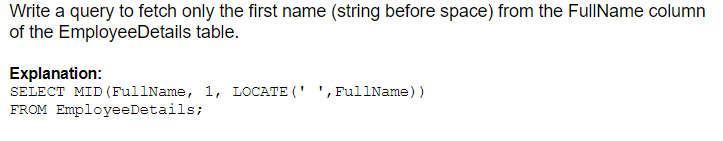 Write a query to fetch only the first name (string before space) from the FullName column
of the EmployeeDetails table.
Explanation:
SELECT MID(FullName, 1, LOCATE(' ',FullName))
FROM EmployeeDetails;